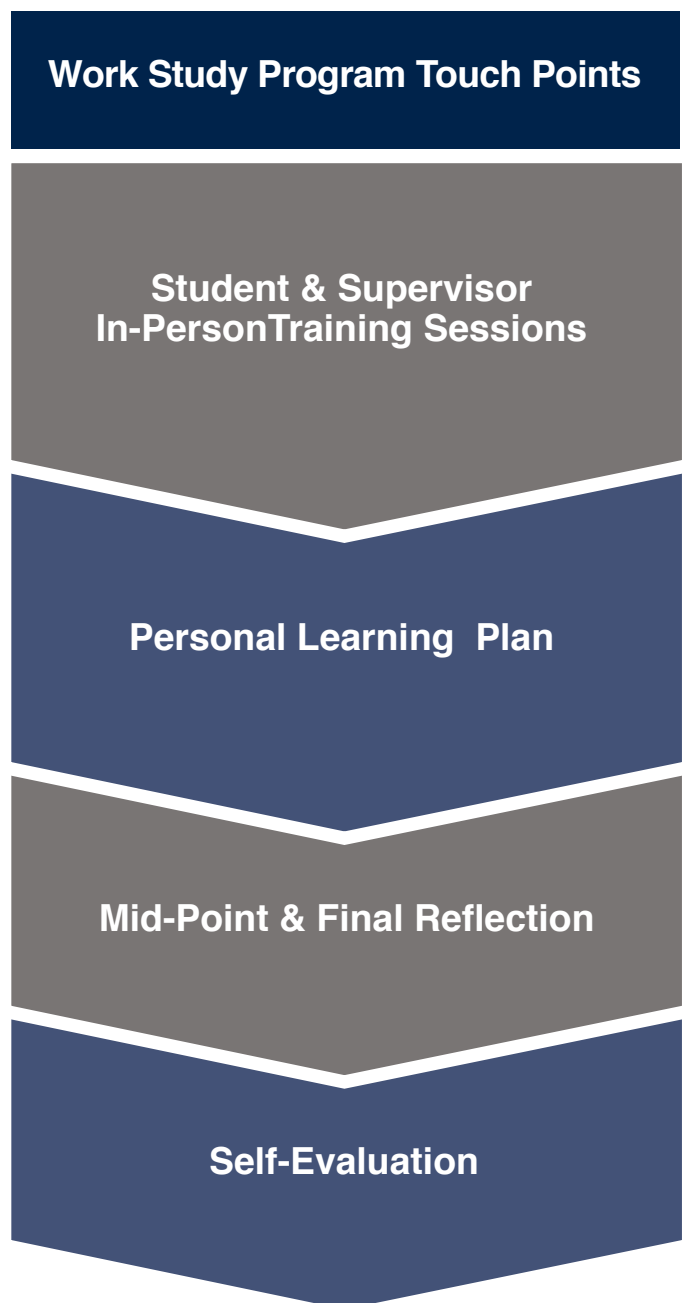 Work Study Program Touch Points
Student & Supervisor
In-PersonTraining Sessions
Personal Learning  Plan
Mid-Point & Final Reflection
Self-Evaluation